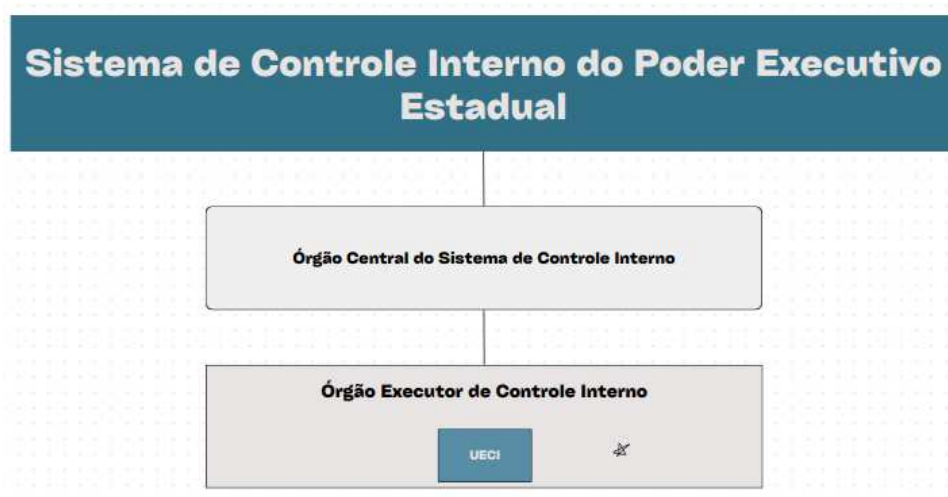 Sistema de Controle Interno do Poder Executivo
Estadual
Órgão Central do Sistema de Controle Interno
Órgão Executor de Controle Interno
UECI